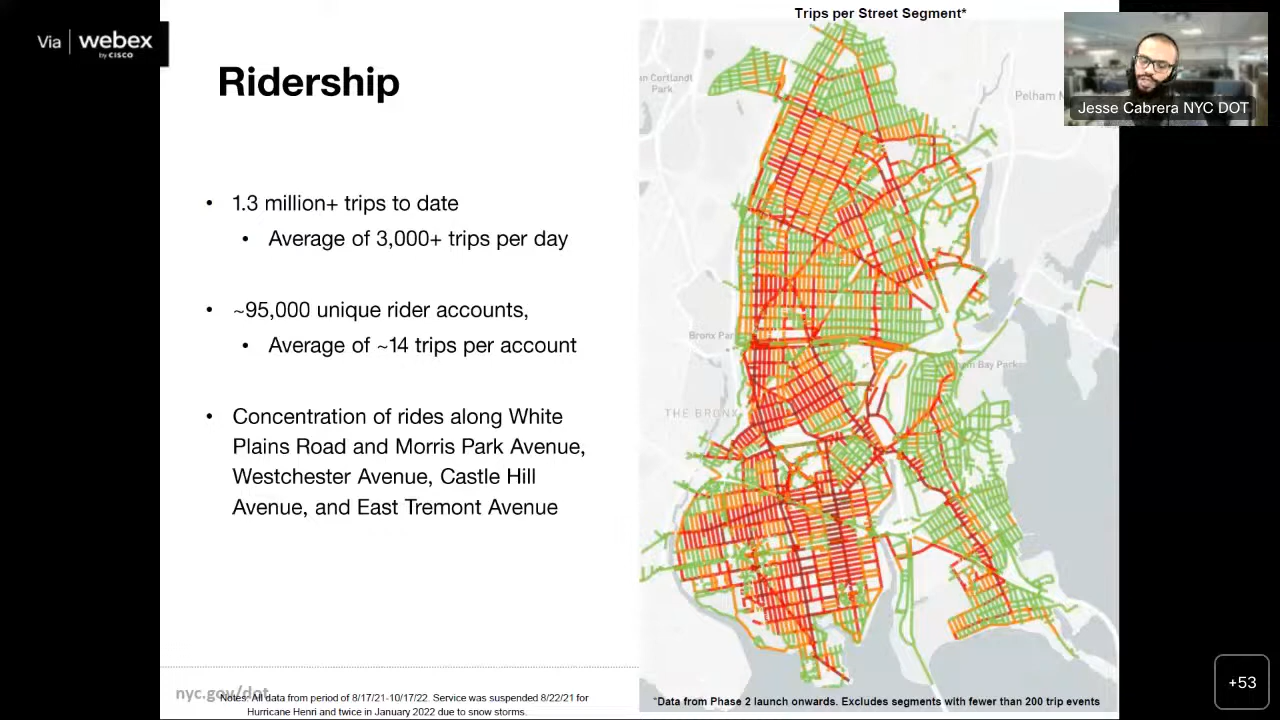 Via webex
by CISCO
Ridership
• 1.3 million+ trips to date
• Average of 3,000+ trips per day
• ~95,000 unique rider accounts,
• Average of ~14 trips per account
• Concentration of rides along White
Plains Road and Morris Park Avenue,
Westchester Avenue, Castle Hill
Avenue, and East Tremont Avenue
nyc.gov/dot
Notes: All data from period of 8/17/21-10/17/22. Service was suspended 8/22/21 for
Hurricane Henri and twice in January 2022 due to snow storms.
Trips per Street Segment*
Cortlandt
Park
Pelham
Bronx Par
Bay Park
THE BRONX
*Data from Phase 2 launch onwards. Excludes segments with fewer than 200 trip events
Jesse Cabrera NYC DOT
+53